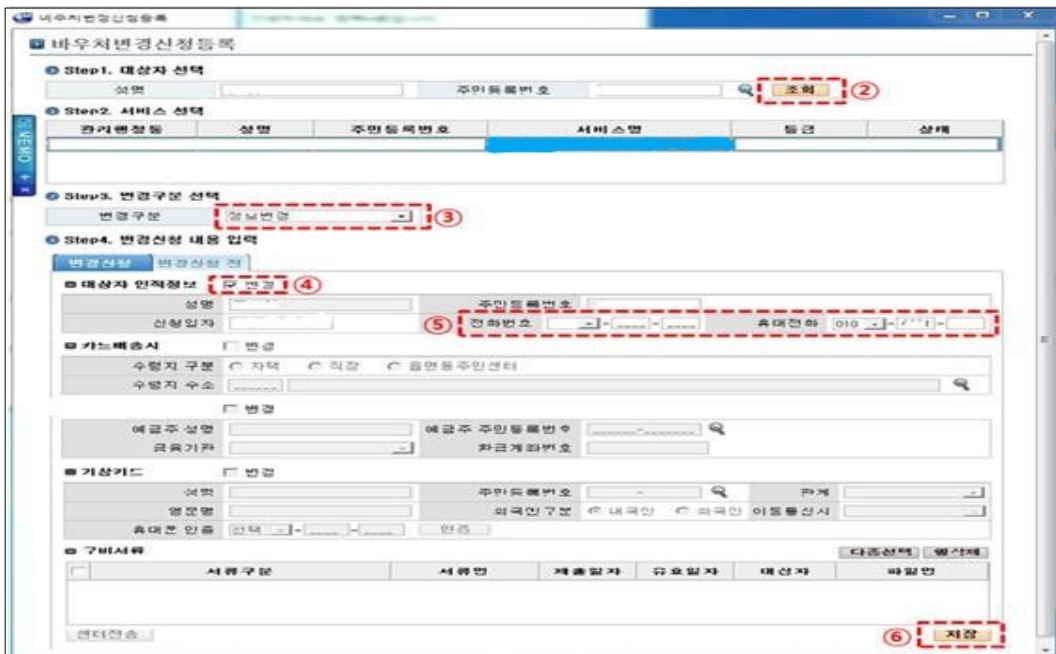 바우처변경신청등록
바우처변경신청등록
Step1. 대상자 선택
성명 주민등록번호 조회 ②
Step2. 서비스 선택
관리행정동 성명 주민등록번호 서비스명 등급 상태
MEMO
Step3. 변경구분 선택
변경구분 정보변경 ③
Step4. 변경신청 내용 입력
변경신청 변경신청 전
대상자 인적정보 변경 ④
성명 주민등록번호
신청일자 ⑤ 전화번호 휴대전화 010
카드배송지 변경
수령지 구분 자택 직장 읍면동주민센터
수령지 주소
변경
예금주 성명 예금주 주민등록번호
금융기관 계좌번호
가상카드 변경
성명 주민등록번호 관계
영문명 외국인구분 내국인 외국인 이동통신사
휴대폰 인증 선택 인증
구비서류 다중선택 행삭제
서류구분 서류명 제출일자 유효일자 대상자 파일명
센터전송 ⑥ 저장